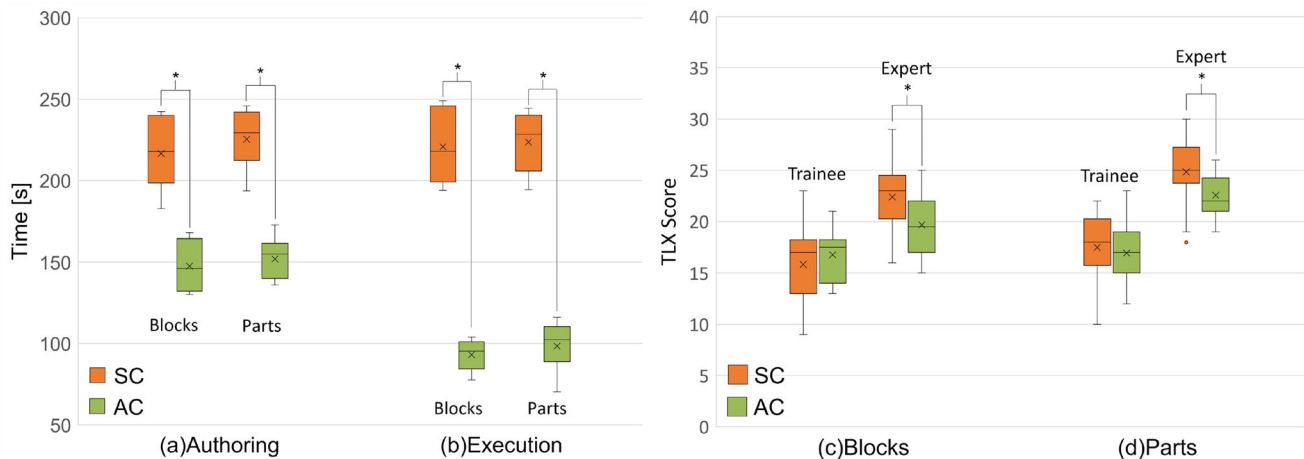 300
250
200
150
100
50
Time [s]
*
*
*
*
Blocks
Parts
Blocks
Parts
SC
AC
(a)Authoring
(b)Execution
40
35
30
25
20
15
10
5
0
TLX Score
Expert
*
Expert
*
Trainee
Trainee
SC
AC
(c)Blocks
(d)Parts